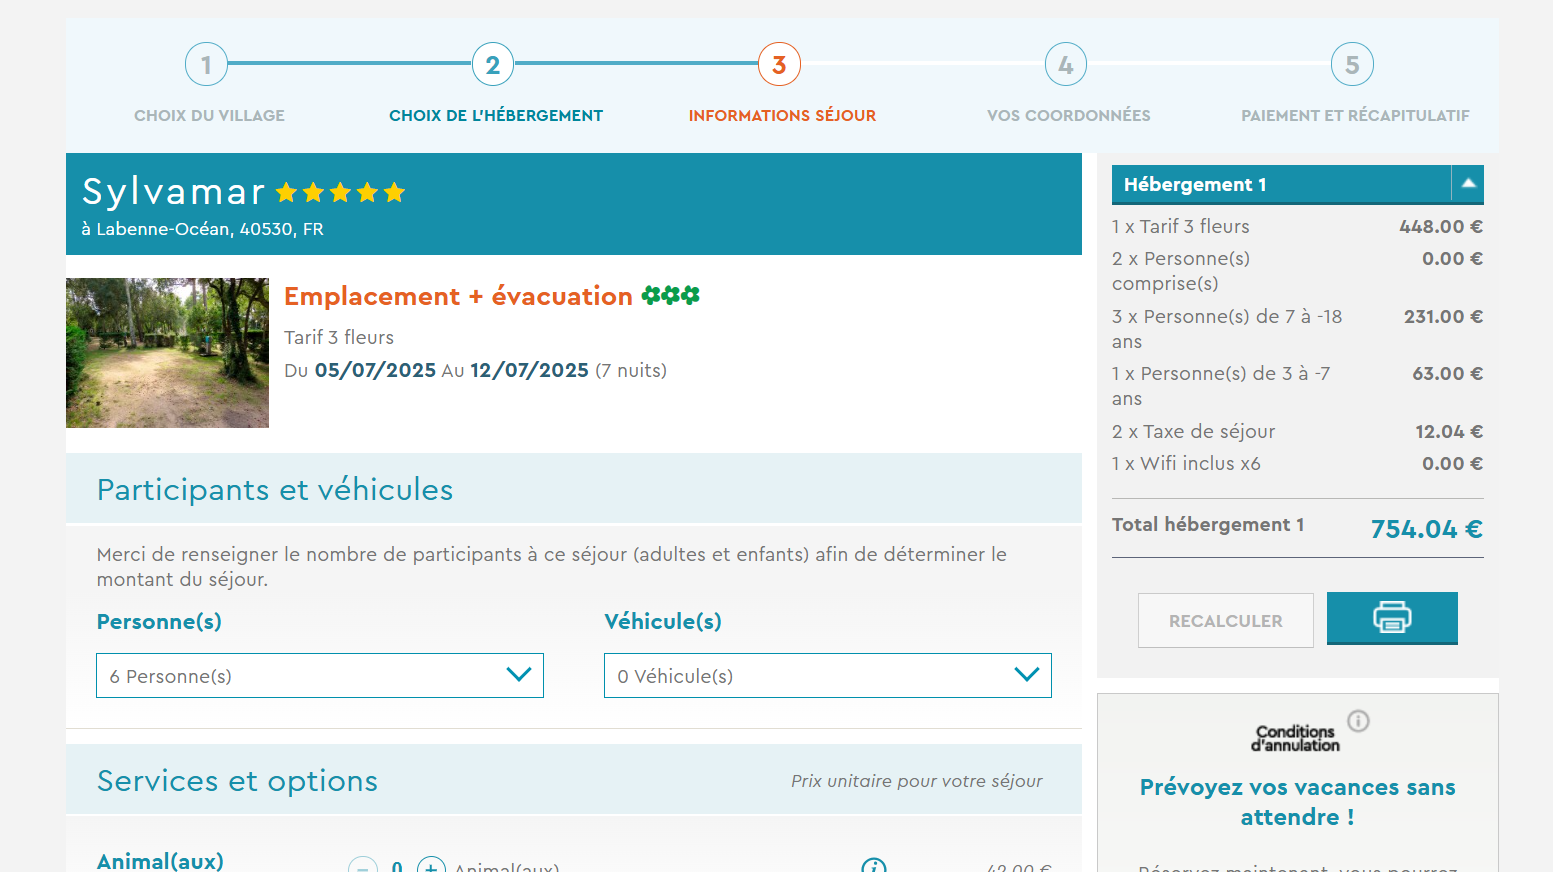 1
2
3
4
5
CHOIX DU VILLAGE
CHOIX DE L'HÉBERGEMENT
INFORMATIONS SÉJOUR
VOS COORDONNÉES
PAIEMENT ET RÉCAPITULATIF
Sylvamar
à Labenne-Océan, 40530, FR
Emplacement + évacuation
Tarif 3 fleurs
Du 05/07/2025 Au 12/07/2025 (7 nuits)
Participants et véhicules
Merci de renseigner le nombre de participants à ce séjour (adultes et enfants) afin de déterminer le
montant du séjour.
Personne(s)
Véhicule(s)
6 Personne(s)
0 Véhicule(s)
Services et options
Prix unitaire pour votre séjour
Animal(aux)
0
Animal(aux)
42.00 €
Hébergement 1
1 x Tarif 3 fleurs 448.00 €
2 x Personne(s) 0.00 €
comprise(s)
3 x Personne(s) de 7 à -18 231.00 €
ans
1 x Personne(s) de 3 à -7 63.00 €
ans
2 x Taxe de séjour 12.04 €
1 x Wifi inclus x6 0.00 €
Total hébergement 1 754.04 €
RECALCULER
Conditions
d'annulation
Prévoyez vos vacances sans
attendre !
Réservez maintenant, vous pourrez